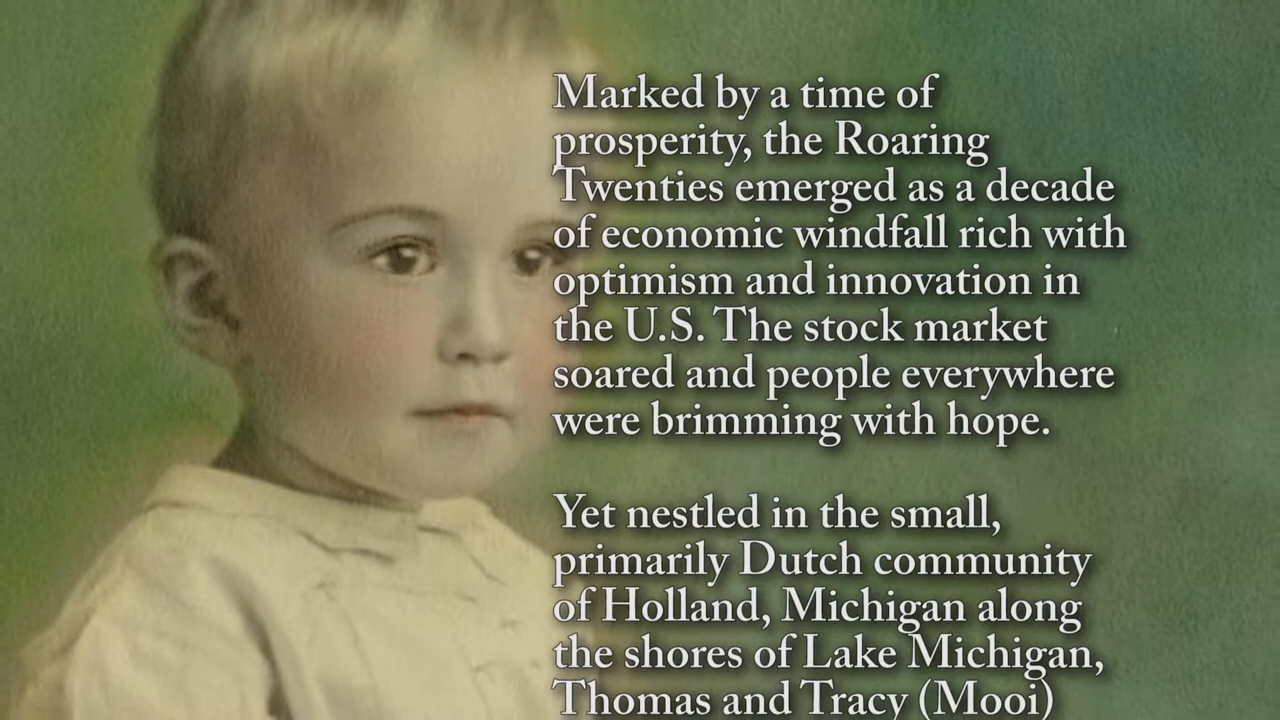 Marked by a time of
prosperity, the Roaring
Twenties emerged as a decade
of economic windfall rich with
optimism and innovation in
the U.S. The stock market
soared and people everywhere
were brimming with hope.
Yet nestled in the small,
primarily Dutch community
of Holland, Michigan along
the shores of Lake Michigan,
Thomas and Tracy (Mooi)